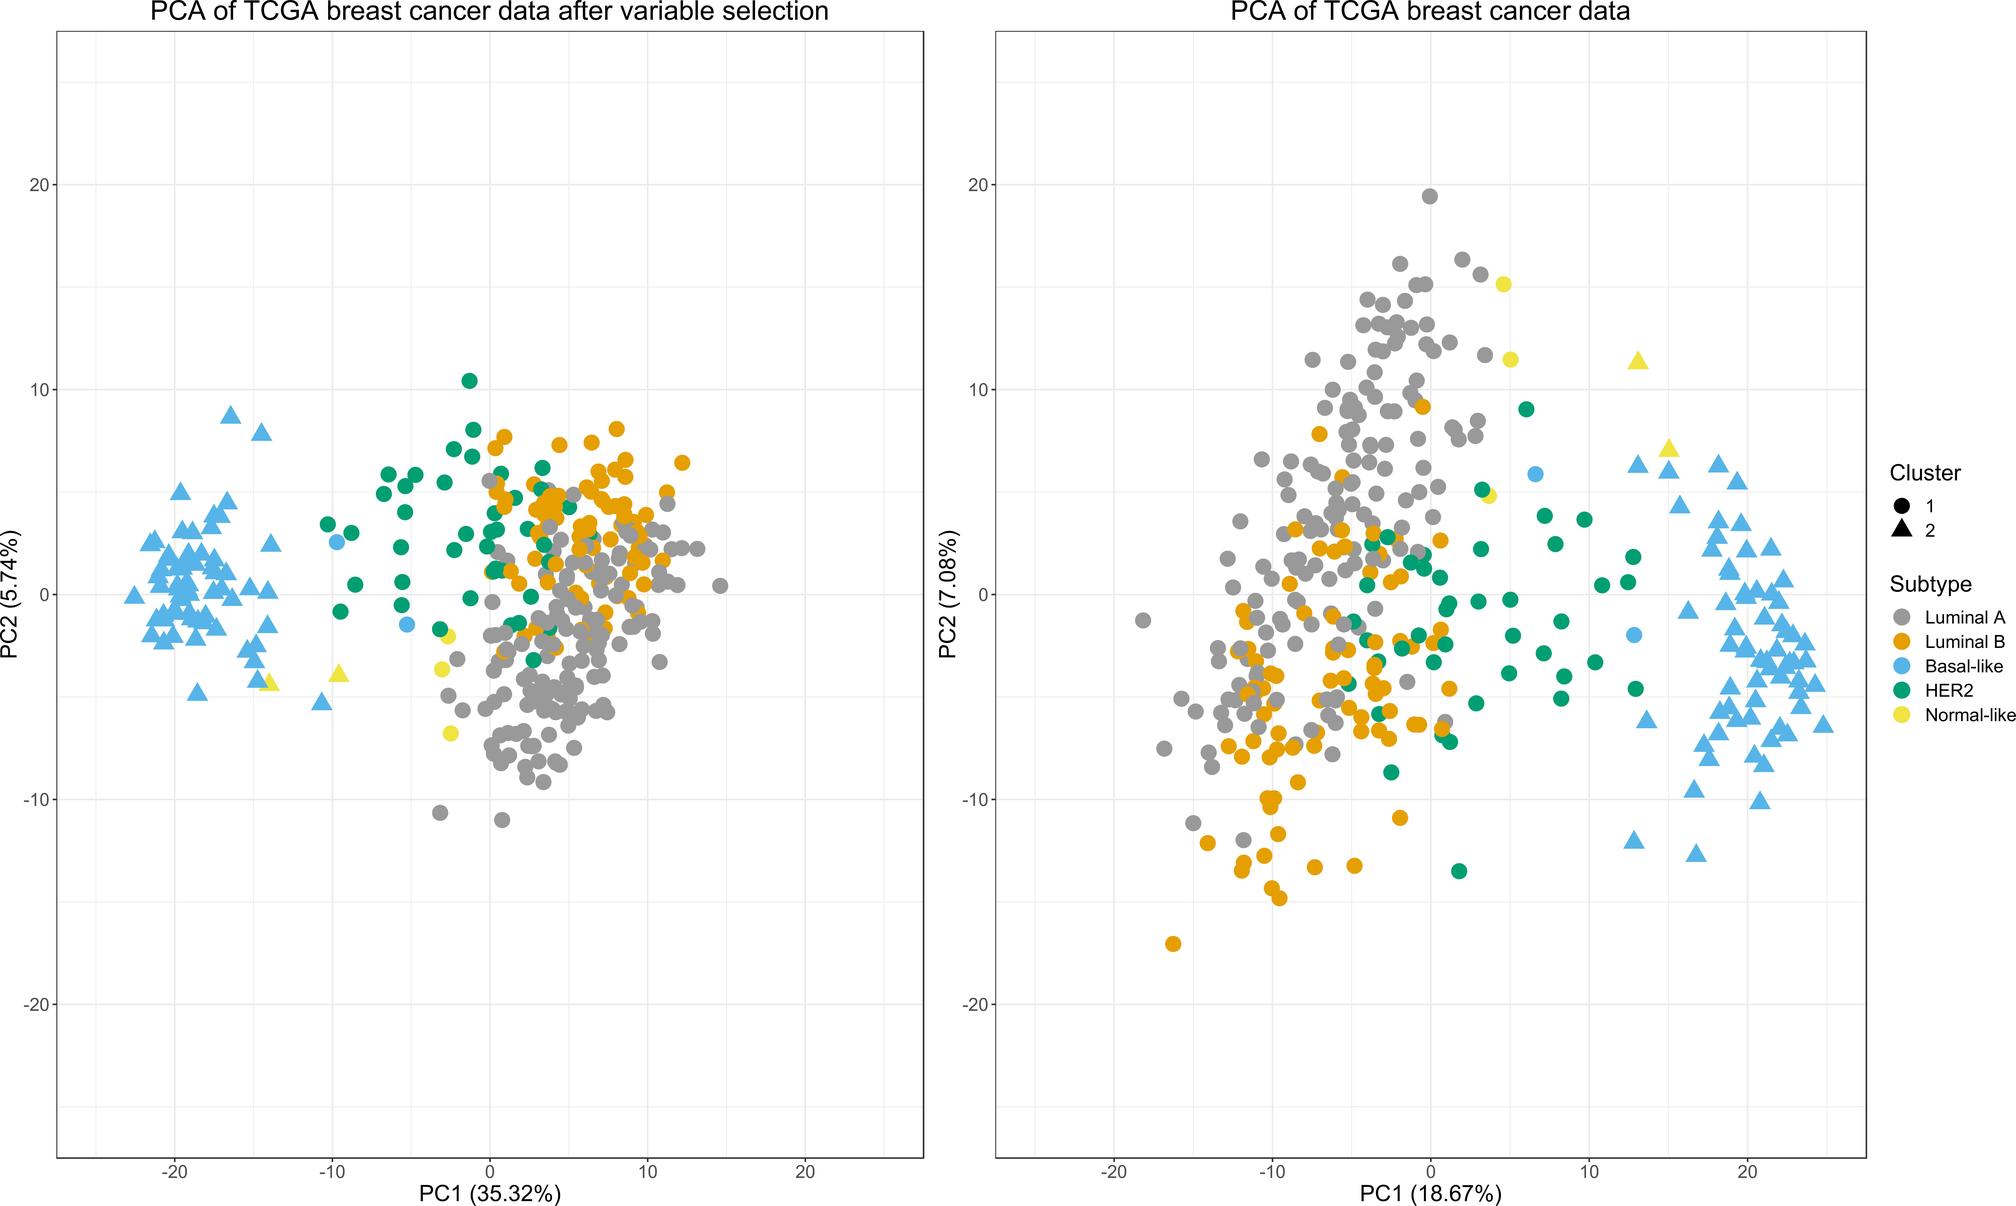 PCA of TCGA breast cancer data after variable selection
PC2 (5.74%)
20
10
0
-10
-20
-20
-10
0
10
20
PC1 (35.32%)
PCA of TCGA breast cancer data
PC2 (7.08%)
20
10
0
-10
-20
-20
-10
0
10
20
PC1 (18.67%)
Cluster
1
2
Subtype
Luminal A
Luminal B
Basal-like
HER2
Normal-like